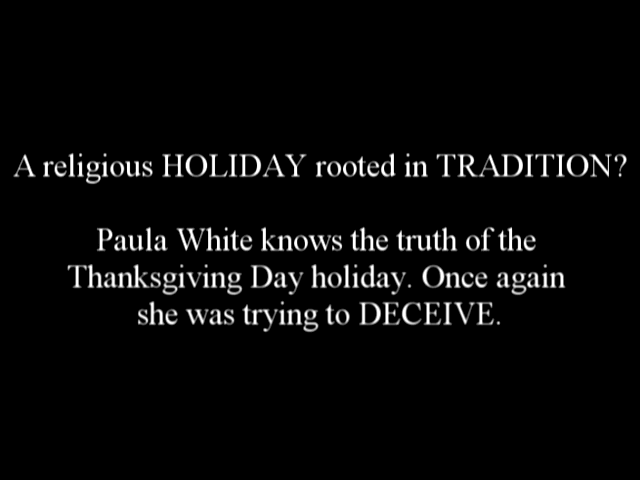 A religious HOLIDAY rooted in TRADITION?
Paula White knows the truth of the
Thanksgiving Day holiday. Once again
she was trying to DECEIVE.